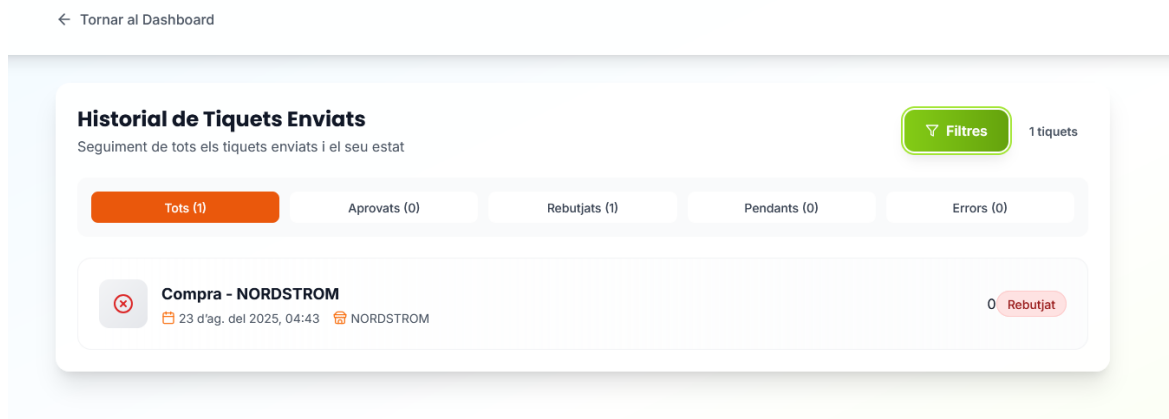 Tornar al Dashboard
Historial de Tiquets Enviats
Seguiment de tots els tiquets enviats i el seu estat
Filtres
1 tiquets
Tots (1)
Aprovats (0)
Rebutjats (1)
Pendants (0)
Errors (0)
Compra - NORDSTROM
23 d’ag. del 2025, 04:43 NORDSTROM
0 Rebutjat